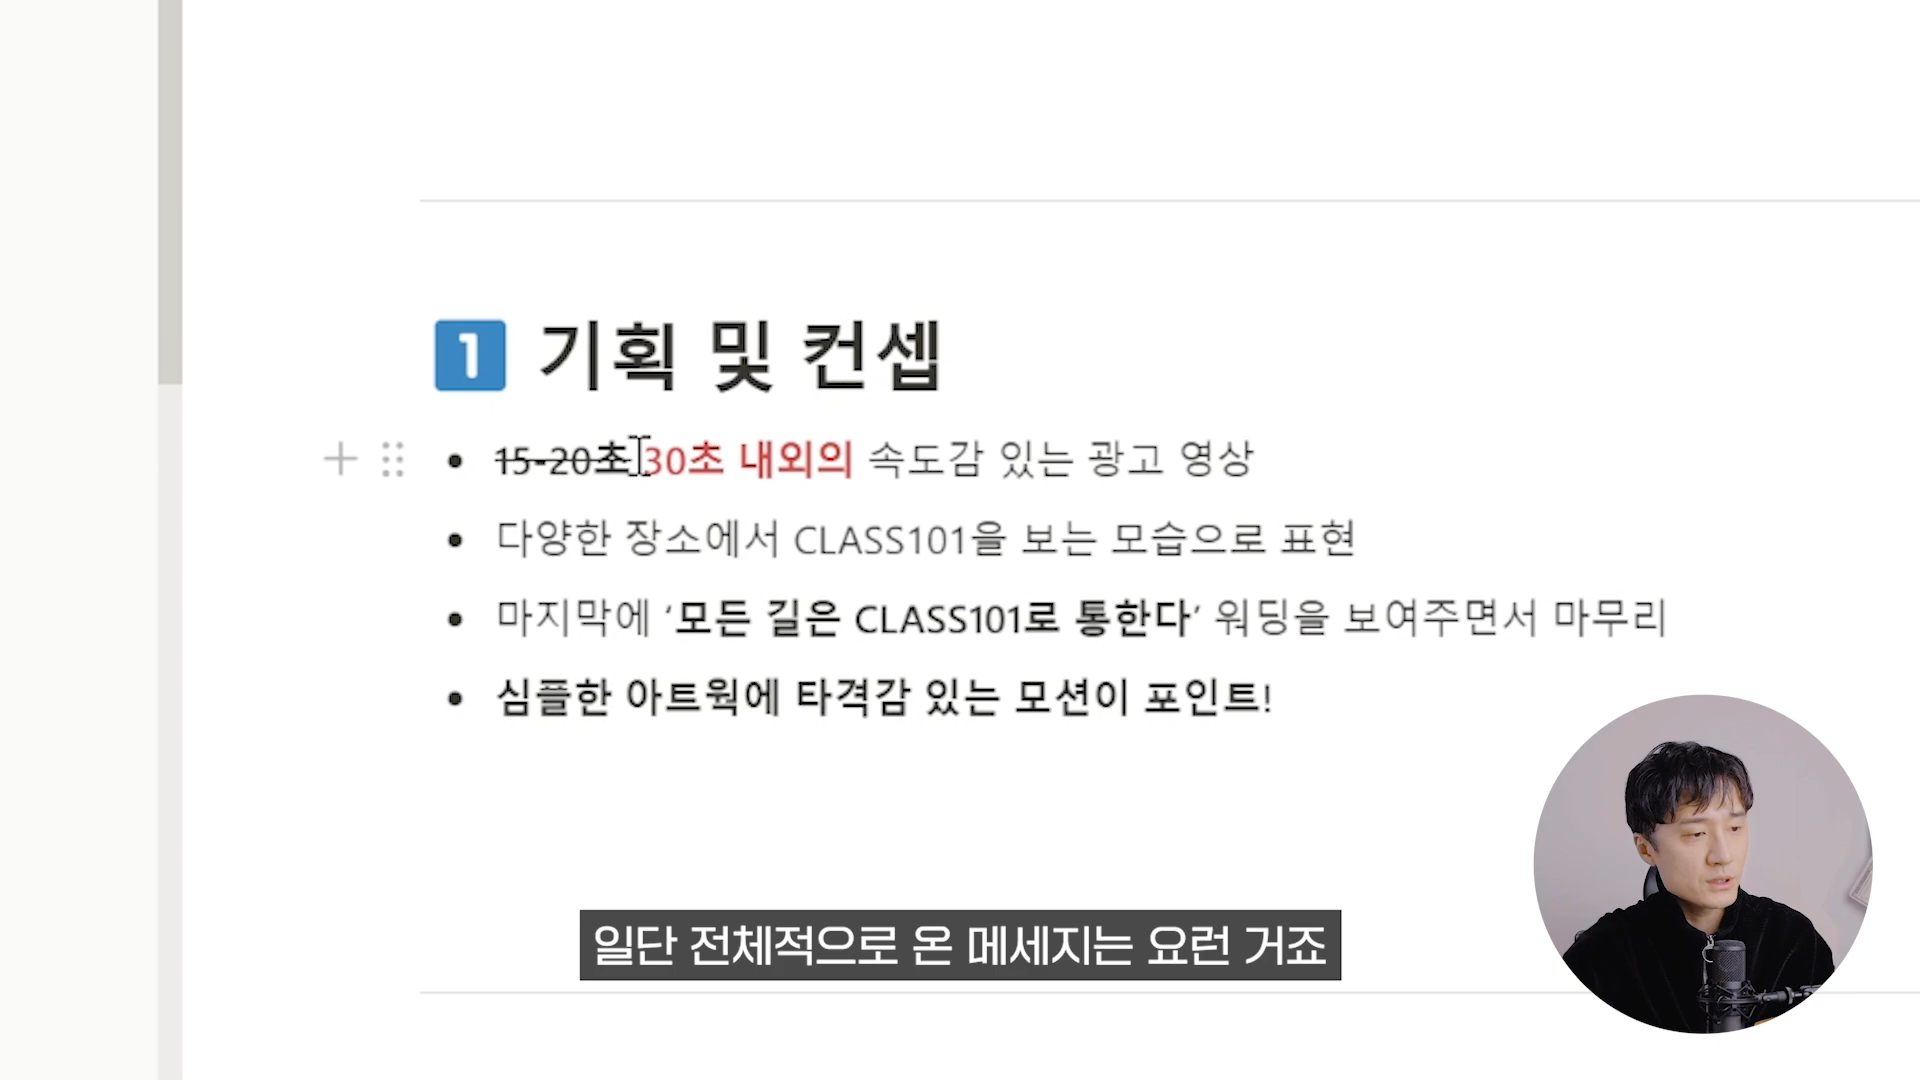 1 기획 및 컨셉
15-20초 30초 내외의 속도감 있는 광고 영상
다양한 장소에서 CLASS101을 보는 모습으로 표현
마지막에 ‘모든 길은 CLASS101로 통한다’ 워딩을 보여주면서 마무리
심플한 아트웍에 타격감 있는 모션이 포인트!
일단 전체적으로 온 메세지는 요런 거죠